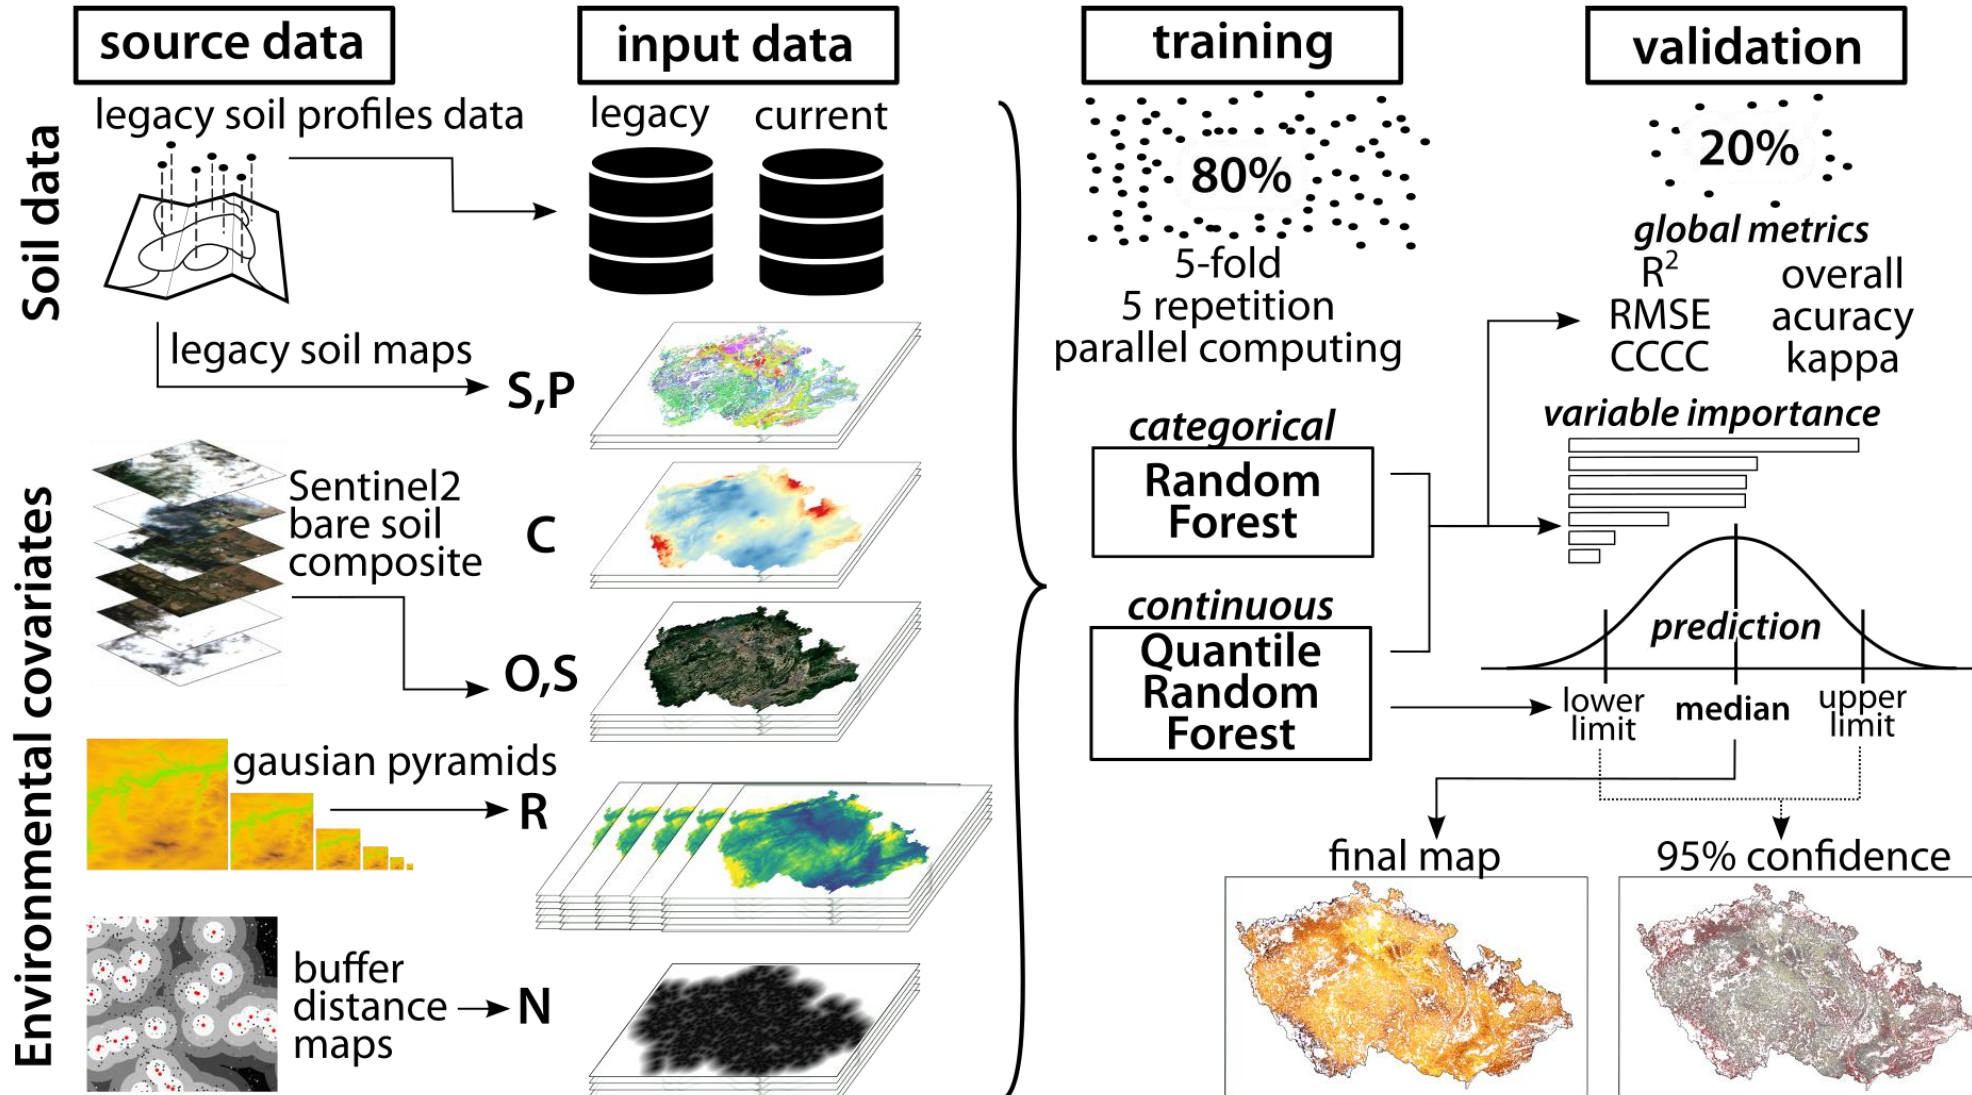 source data
input data
training
validation
Soil data
legacy soil profiles data
legacy soil maps
legacy
current
S,P
Environmental covariates
Sentinel2
bare soil
composite
C
O,S
gausian pyramids
R
buffer
distance
maps
N
80%
5-fold
5 repetition
parallel computing
categorical
Random
Forest
continuous
Quantile
Random
Forest
20%
global metrics
R²
RMSE
CCCC
overall
acuracy
kappa
variable importance
prediction
lower
limit
median
upper
limit
final map
95% confidence